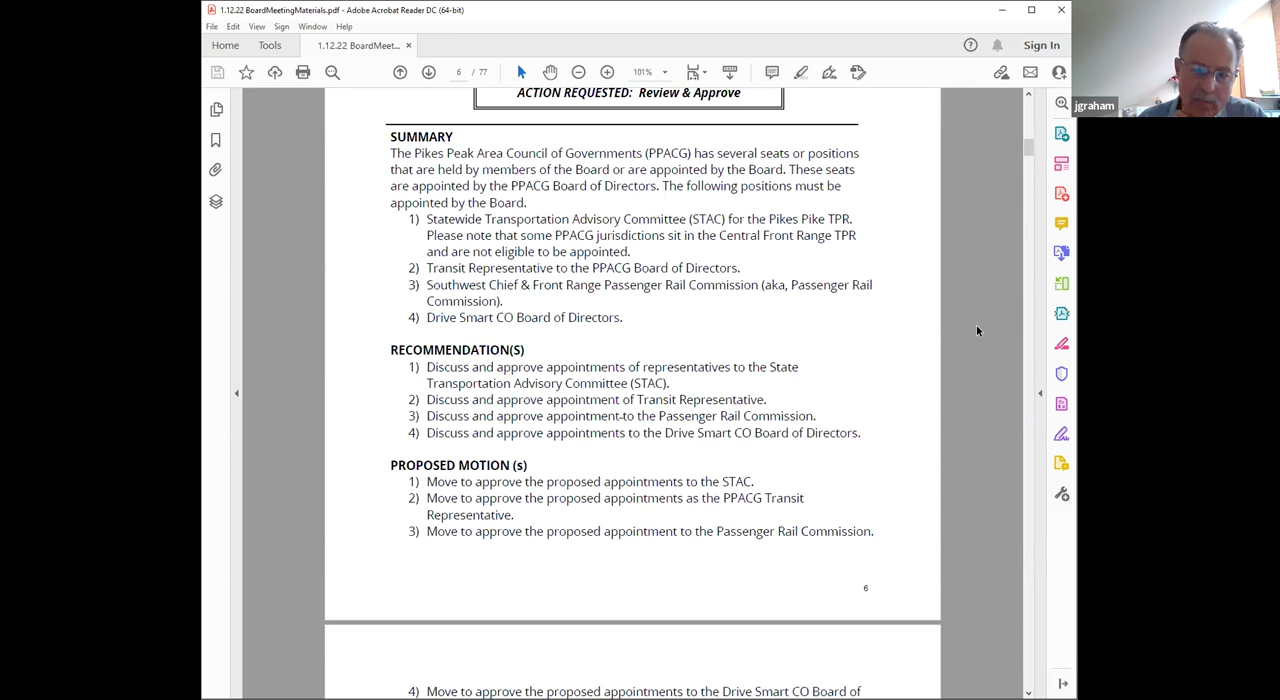 1.12.22 BoardMeetingMaterials.pdf - Adobe Acrobat Reader DC (64-bit)
File Edit View Sign Window Help
Home Tools 1.12.22 BoardMeet... × Sign In
6 / 77 101%
jgraham
ACTION REQUESTED: Review & Approve
SUMMARY
The Pikes Peak Area Council of Governments (PPACG) has several seats or positions
that are held by members of the Board or are appointed by the Board. These seats
are appointed by the PPACG Board of Directors. The following positions must be
appointed by the Board.
1) Statewide Transportation Advisory Committee (STAC) for the Pikes Pike TPR.
Please note that some PPACG jurisdictions sit in the Central Front Range TPR
and are not eligible to be appointed.
2) Transit Representative to the PPACG Board of Directors.
3) Southwest Chief & Front Range Passenger Rail Commission (aka, Passenger Rail
Commission).
4) Drive Smart CO Board of Directors.
RECOMMENDATION(S)
1) Discuss and approve appointments of representatives to the State
Transportation Advisory Committee (STAC).
2) Discuss and approve appointment of Transit Representative.
3) Discuss and approve appointment-to the Passenger Rail Commission.
4) Discuss and approve appointments to the Drive Smart CO Board of Directors.
PROPOSED MOTION (s)
1) Move to approve the proposed appointments to the STAC.
2) Move to approve the proposed appointments as the PPACG Transit
Representative.
3) Move to approve the proposed appointment to the Passenger Rail Commission.
6
4) Move to approve the proposed appointments to the Drive Smart CO Board of